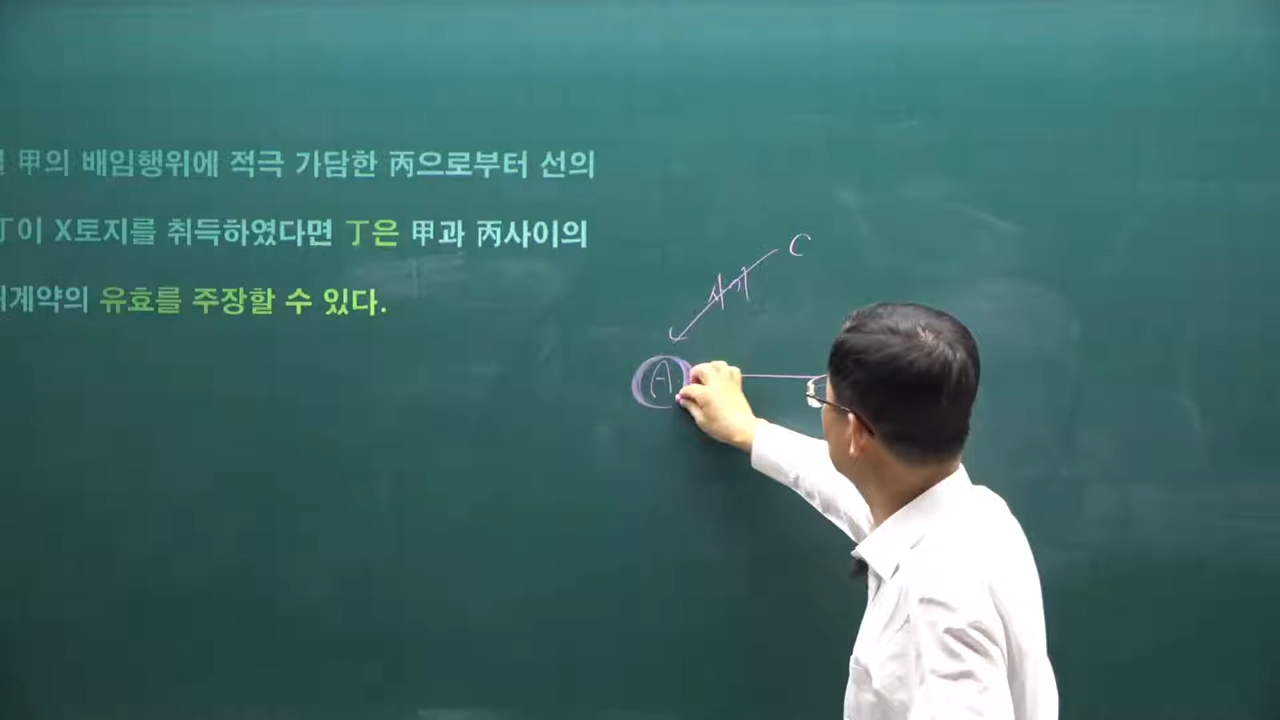 甲의 배임행위에 적극 가담한 丙으로부터 선의
丁이 X토지를 취득하였다면 丁은 甲과 丙사이의
계약의 유효를 주장할 수 있다.
C
사기
A